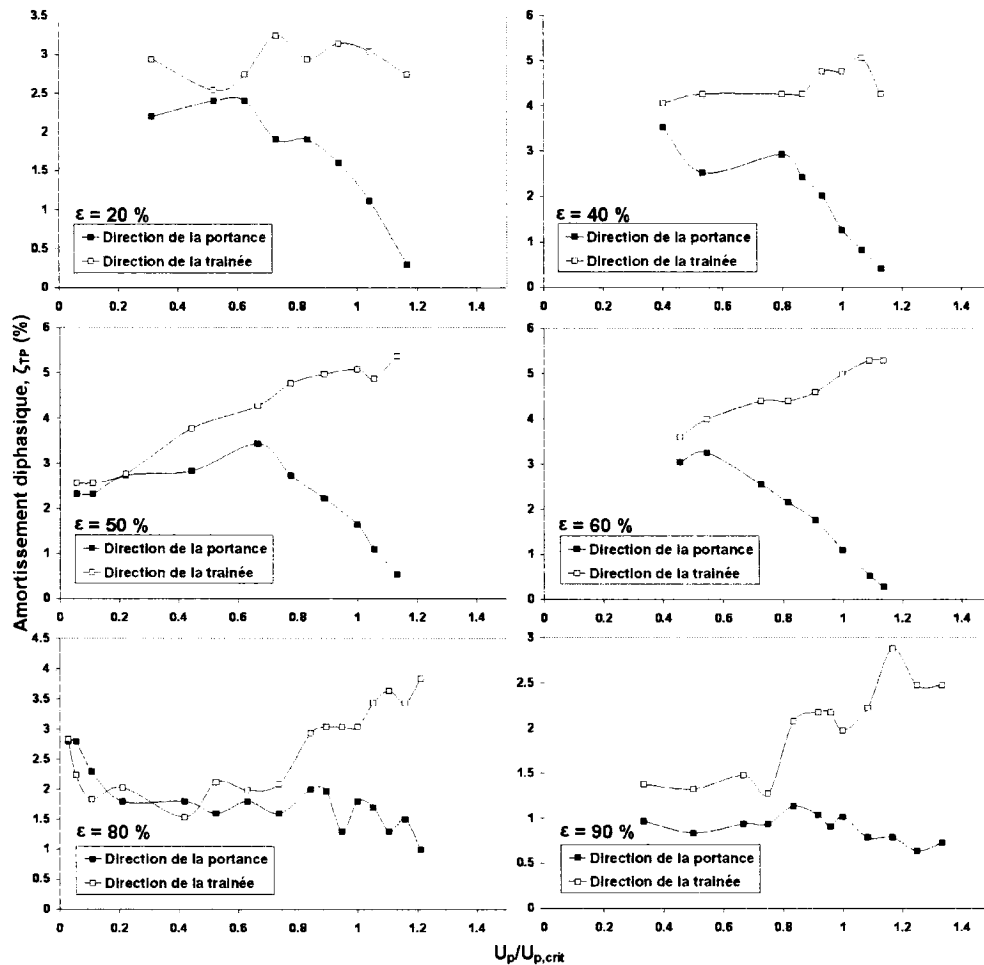 3.5
3
2.5
2
1.5
1
0.5
0
ε = 20 %
Direction de la portance
Direction de la trainée
0 0.2 0.4 0.6 0.8 1 1.2 1.4
6
5
4
3
2
1
0
ε = 40 %
Direction de la portance
Direction de la trainée
0 0.2 0.4 0.6 0.8 1 1.2 1.4
Amortissement diphasique, ζTP (%)
6
5
4
3
2
1
0
ε = 50 %
Direction de la portance
Direction de la trainée
0 0.2 0.4 0.6 0.8 1 1.2 1.4
6
5
4
3
2
1
0
ε = 60 %
Direction de la portance
Direction de la trainée
0 0.2 0.4 0.6 0.8 1 1.2 1.4
4.5
4
3.5
3
2.5
2
1.5
1
0.5
0
ε = 80 %
Direction de la portance
Direction de la trainée
0 0.2 0.4 0.6 0.8 1 1.2 1.4
3
2.5
2
1.5
1
0.5
0
ε = 90 %
Direction de la portance
Direction de la trainée
0 0.2 0.4 0.6 0.8 1 1.2 1.4
Up/Up,crit